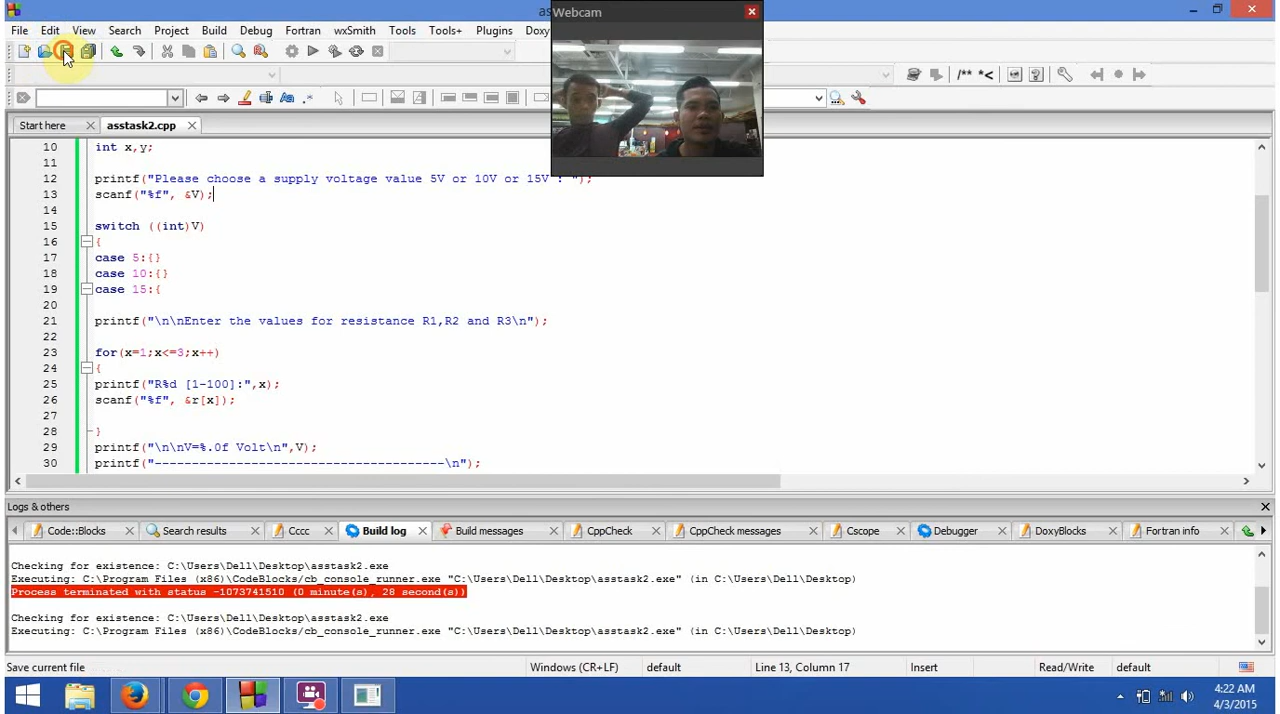 as
Webcam
File Edit View Search Project Build Debug Fortran wxSmith Tools Tools+ Plugins Doxy
/** *<
Start here asstask2.cpp
10 int x,y;
11
12 printf("Please choose a supply voltage value 5V or 10V or 15V : ");
13 scanf("%f", &V);
14
15 switch ((int)V)
16 {
17 case 5:{}
18 case 10:{}
19 case 15:{
20
21 printf("\n\nEnter the values for resistance R1,R2 and R3\n");
22
23 for(x=1;x<=3;x++)
24 {
25 printf("R%d [1-100]:",x);
26 scanf("%f", &r[x]);
27
28 }
29 printf("\n\nV=%.0f Volt\n",V);
30 printf("---------------------------------------\n");
Logs & others
Code::Blocks Search results Cccc Build log Build messages CppCheck CppCheck messages Cscope Debugger DoxyBlocks Fortran info
Checking for existence: C:\Users\Dell\Desktop\asstask2.exe
Executing: C:\Program Files (x86)\CodeBlocks/cb_console_runner.exe "C:\Users\Dell\Desktop\asstask2.exe" (in C:\Users\Dell\Desktop)
Process terminated with status -1073741510 (0 minute(s), 28 second(s))
Checking for existence: C:\Users\Dell\Desktop\asstask2.exe
Executing: C:\Program Files (x86)\CodeBlocks/cb_console_runner.exe "C:\Users\Dell\Desktop\asstask2.exe" (in C:\Users\Dell\Desktop)
Save current file Windows (CR+LF) default Line 13, Column 17 Insert Read/Write default
4:22 AM
4/3/2015